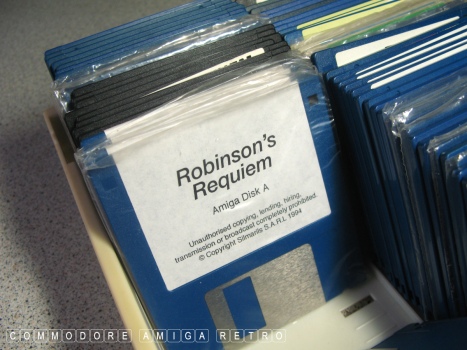 Robinson's
Requiem
Amiga Disk A
Unauthorised copying, lending, hiring,
transmission or broadcast completely prohibited.
© Copyright Silmarils S.A.R.L 1994
COMMODORE AMIGA RETRO